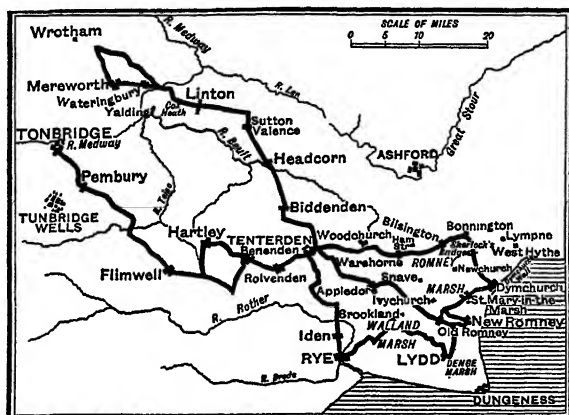 SCALE OF MILES
0 10 20
Wrotham
R. Medway
Mereworth
Wateringbury
Yalding
Cox
Heath
Linton
R. Len
Great Stour
TONBRIDGE
R. Medway
Sutton
Valence
R. Beult
Headcorn
ASHFORD
Pembury
TUNBRIDGE
WELLS
R. Teise
Biddenden
Hartley
TENTERDEN
Benenden
Rolvenden
Flimwell
Woodchurch
Ham
Str.
Bilsington
Bonnington
Lympne
West Hythe
Sherlock's
Warehorne
ROMNEY
Newchurch
Appledore
Snave
MARSH
Dymchurch
Ivychurch
St. Mary-in-the-
Marsh
Brookland
R. Rother
WALLAND
MARSH
Old Romney
New Romney
Iden
RYE
LYDD
DENGE
MARSH
R. Brede
DUNGENESS